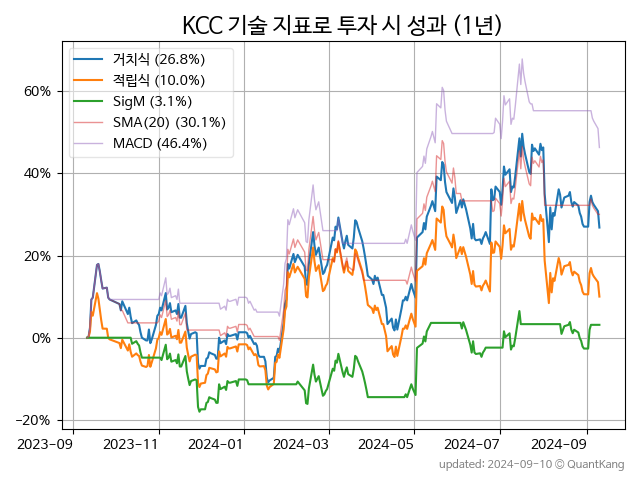 KCC 기술 지표로 투자 시 성과 (1년)
거치식 (26.8%)
적립식 (10.0%)
SigM (3.1%)
SMA(20) (30.1%)
MACD (46.4%)
60%
40%
20%
0%
−20%
2023-09
2023-11
2024-01
2024-03
2024-05
2024-07
2024-09
updated: 2024-09-10 ⓒ QuantKang